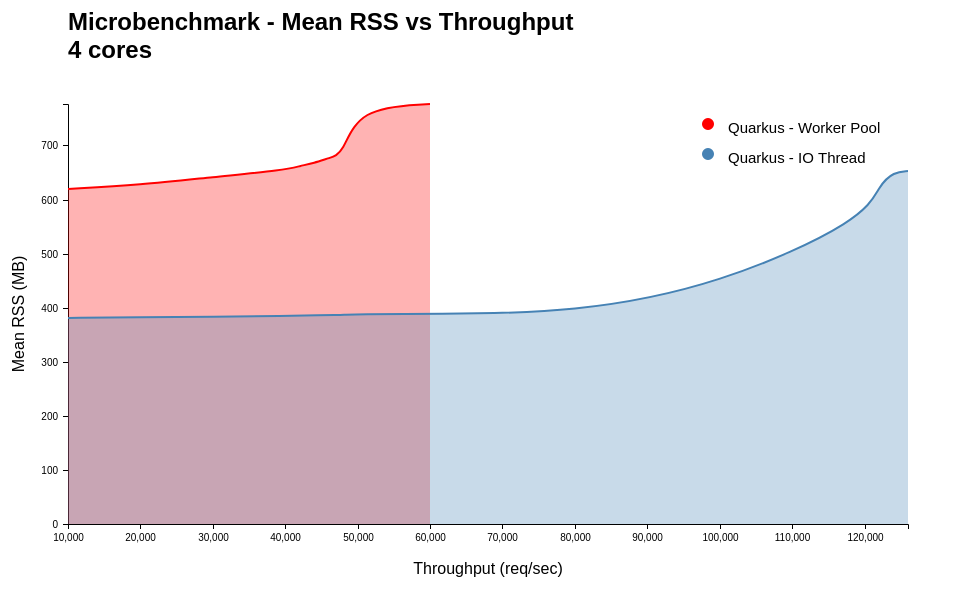 Microbenchmark - Mean RSS vs Throughput
4 cores
Quarkus - Worker Pool
Quarkus - IO Thread
Mean RSS (MB)
700
600
500
400
300
200
100
0
10,000 20,000 30,000 40,000 50,000 60,000 70,000 80,000 90,000 100,000 110,000 120,000
Throughput (req/sec)